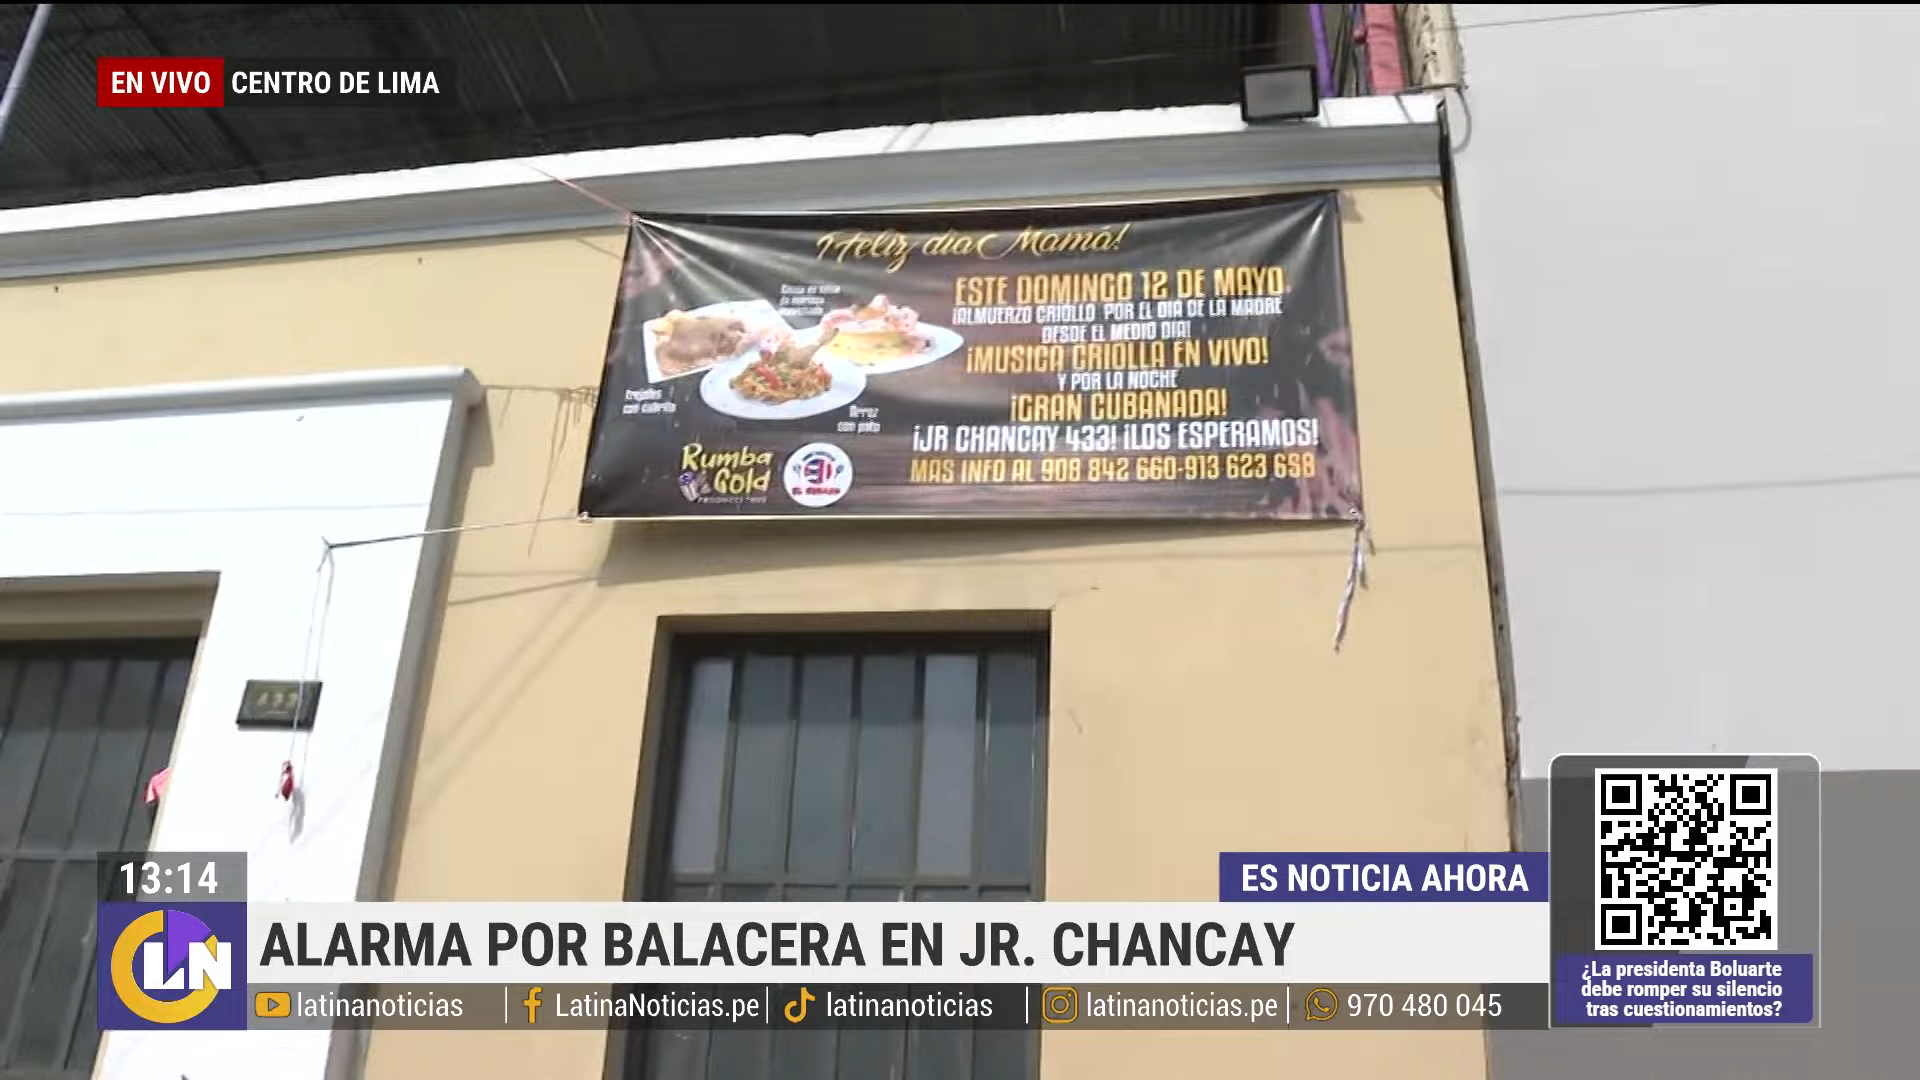 EN VIVO CENTRO DE LIMA
¡Feliz día Mamá!
ESTE DOMINGO 12 DE MAYO
¡ALMUERZO CRIOLLO POR EL DIA DE LA MADRE
DESDE EL MEDIO DIA!
¡MUSICA CRIOLLA EN VIVO!
Y POR LA NOCHE
¡GRAN CUBANADA!
¡JR CHANCAY 433! ¡LOS ESPERAMOS!
MAS INFO AL 908 842 660-913 623 658
Frejoles
con cabrito
Arroz
con pato
Rumba
Gold
433
13:14
ES NOTICIA AHORA
LN
ALARMA POR BALACERA EN JR. CHANCAY
latinanoticias LatinaNoticias.pe latinanoticias latinanoticias.pe 970 480 045
¿La presidenta Boluarte
debe romper su silencio
tras cuestionamientos?